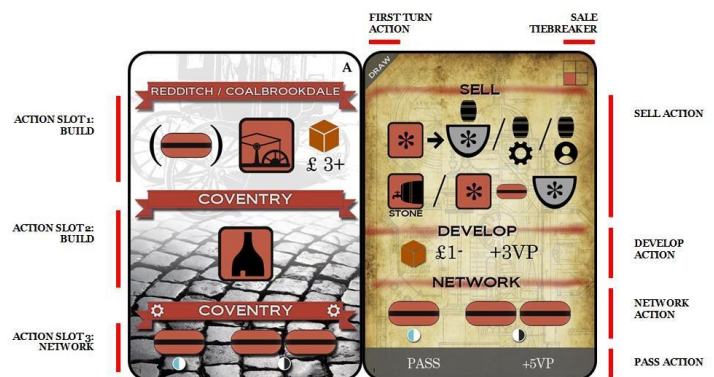 FIRST TURN
ACTION
SALE
TIEBREAKER
A
DRAW
REDDITCH / COALBROOKDALE
SELL
ACTION SLOT 1:
BUILD
£ 3+
SELL ACTION
COVENTRY
STONE
ACTION SLOT 2:
BUILD
DEVELOP
£1- +3VP
DEVELOP
ACTION
NETWORK
COVENTRY
ACTION SLOT 3:
NETWORK
NETWORK
ACTION
PASS +5VP
PASS ACTION